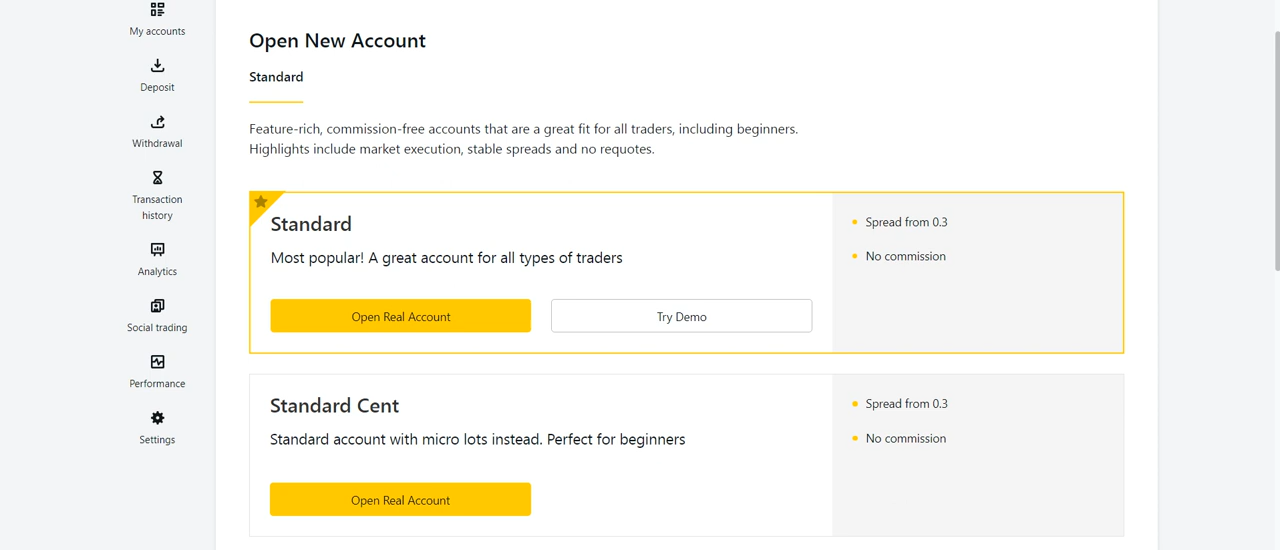 My accounts
Deposit
Withdrawal
Transaction
history
Analytics
Social trading
Performance
Settings
Open New Account
Standard
Feature-rich, commission-free accounts that are a great fit for all traders, including beginners.
Highlights include market execution, stable spreads and no requotes.
Standard
Most popular! A great account for all types of traders
Open Real Account
Try Demo
Spread from 0.3
No commission
Standard Cent
Standard account with micro lots instead. Perfect for beginners
Open Real Account
Spread from 0.3
No commission